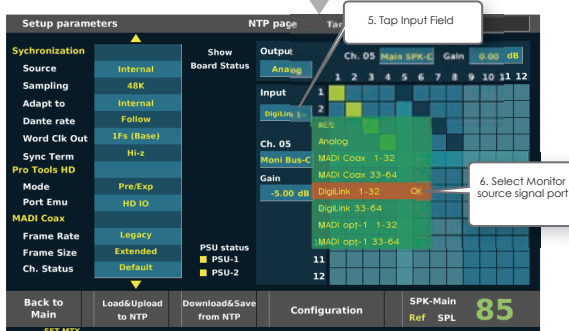 Setup parameters
NTP page
Tar
5. Tap Input Field
Sychronization
Source Internal
Sampling 48K
Adapt to Internal
Dante rate Follow
Word Clk Out 1Fs (Base)
Sync Term Hi-z
Pro Tools HD
Mode Pre/Exp
Port Emu HD IO
MADI Coax
Frame Rate Legacy
Frame Size Extended
Ch. Status Default
Show
Board Status
PSU status
PSU-1
PSU-2
Output
Analog
Input
DigiLink 1-
Ch. 05
Moni Bus-C
Gain
-5.00 dB
Ch. 05 Main SPK-C Gain 0.00 dB
1 2 3 4 5 6 7 8 9 10 11 12
1
2
AES
Analog
MADI Coax 1-32
MADI Coax 33-64
DigiLink 1-32 OK
DigiLink 33-64
MADI opt-1 1-32
MADI opt-1 33-64
11
12
6. Select Monitor
source signal port
Back to
Main
Load&Upload
to NTP
Download&Save
from NTP
Configuration
SPK-Main
Ref SPL
85
SET MTX